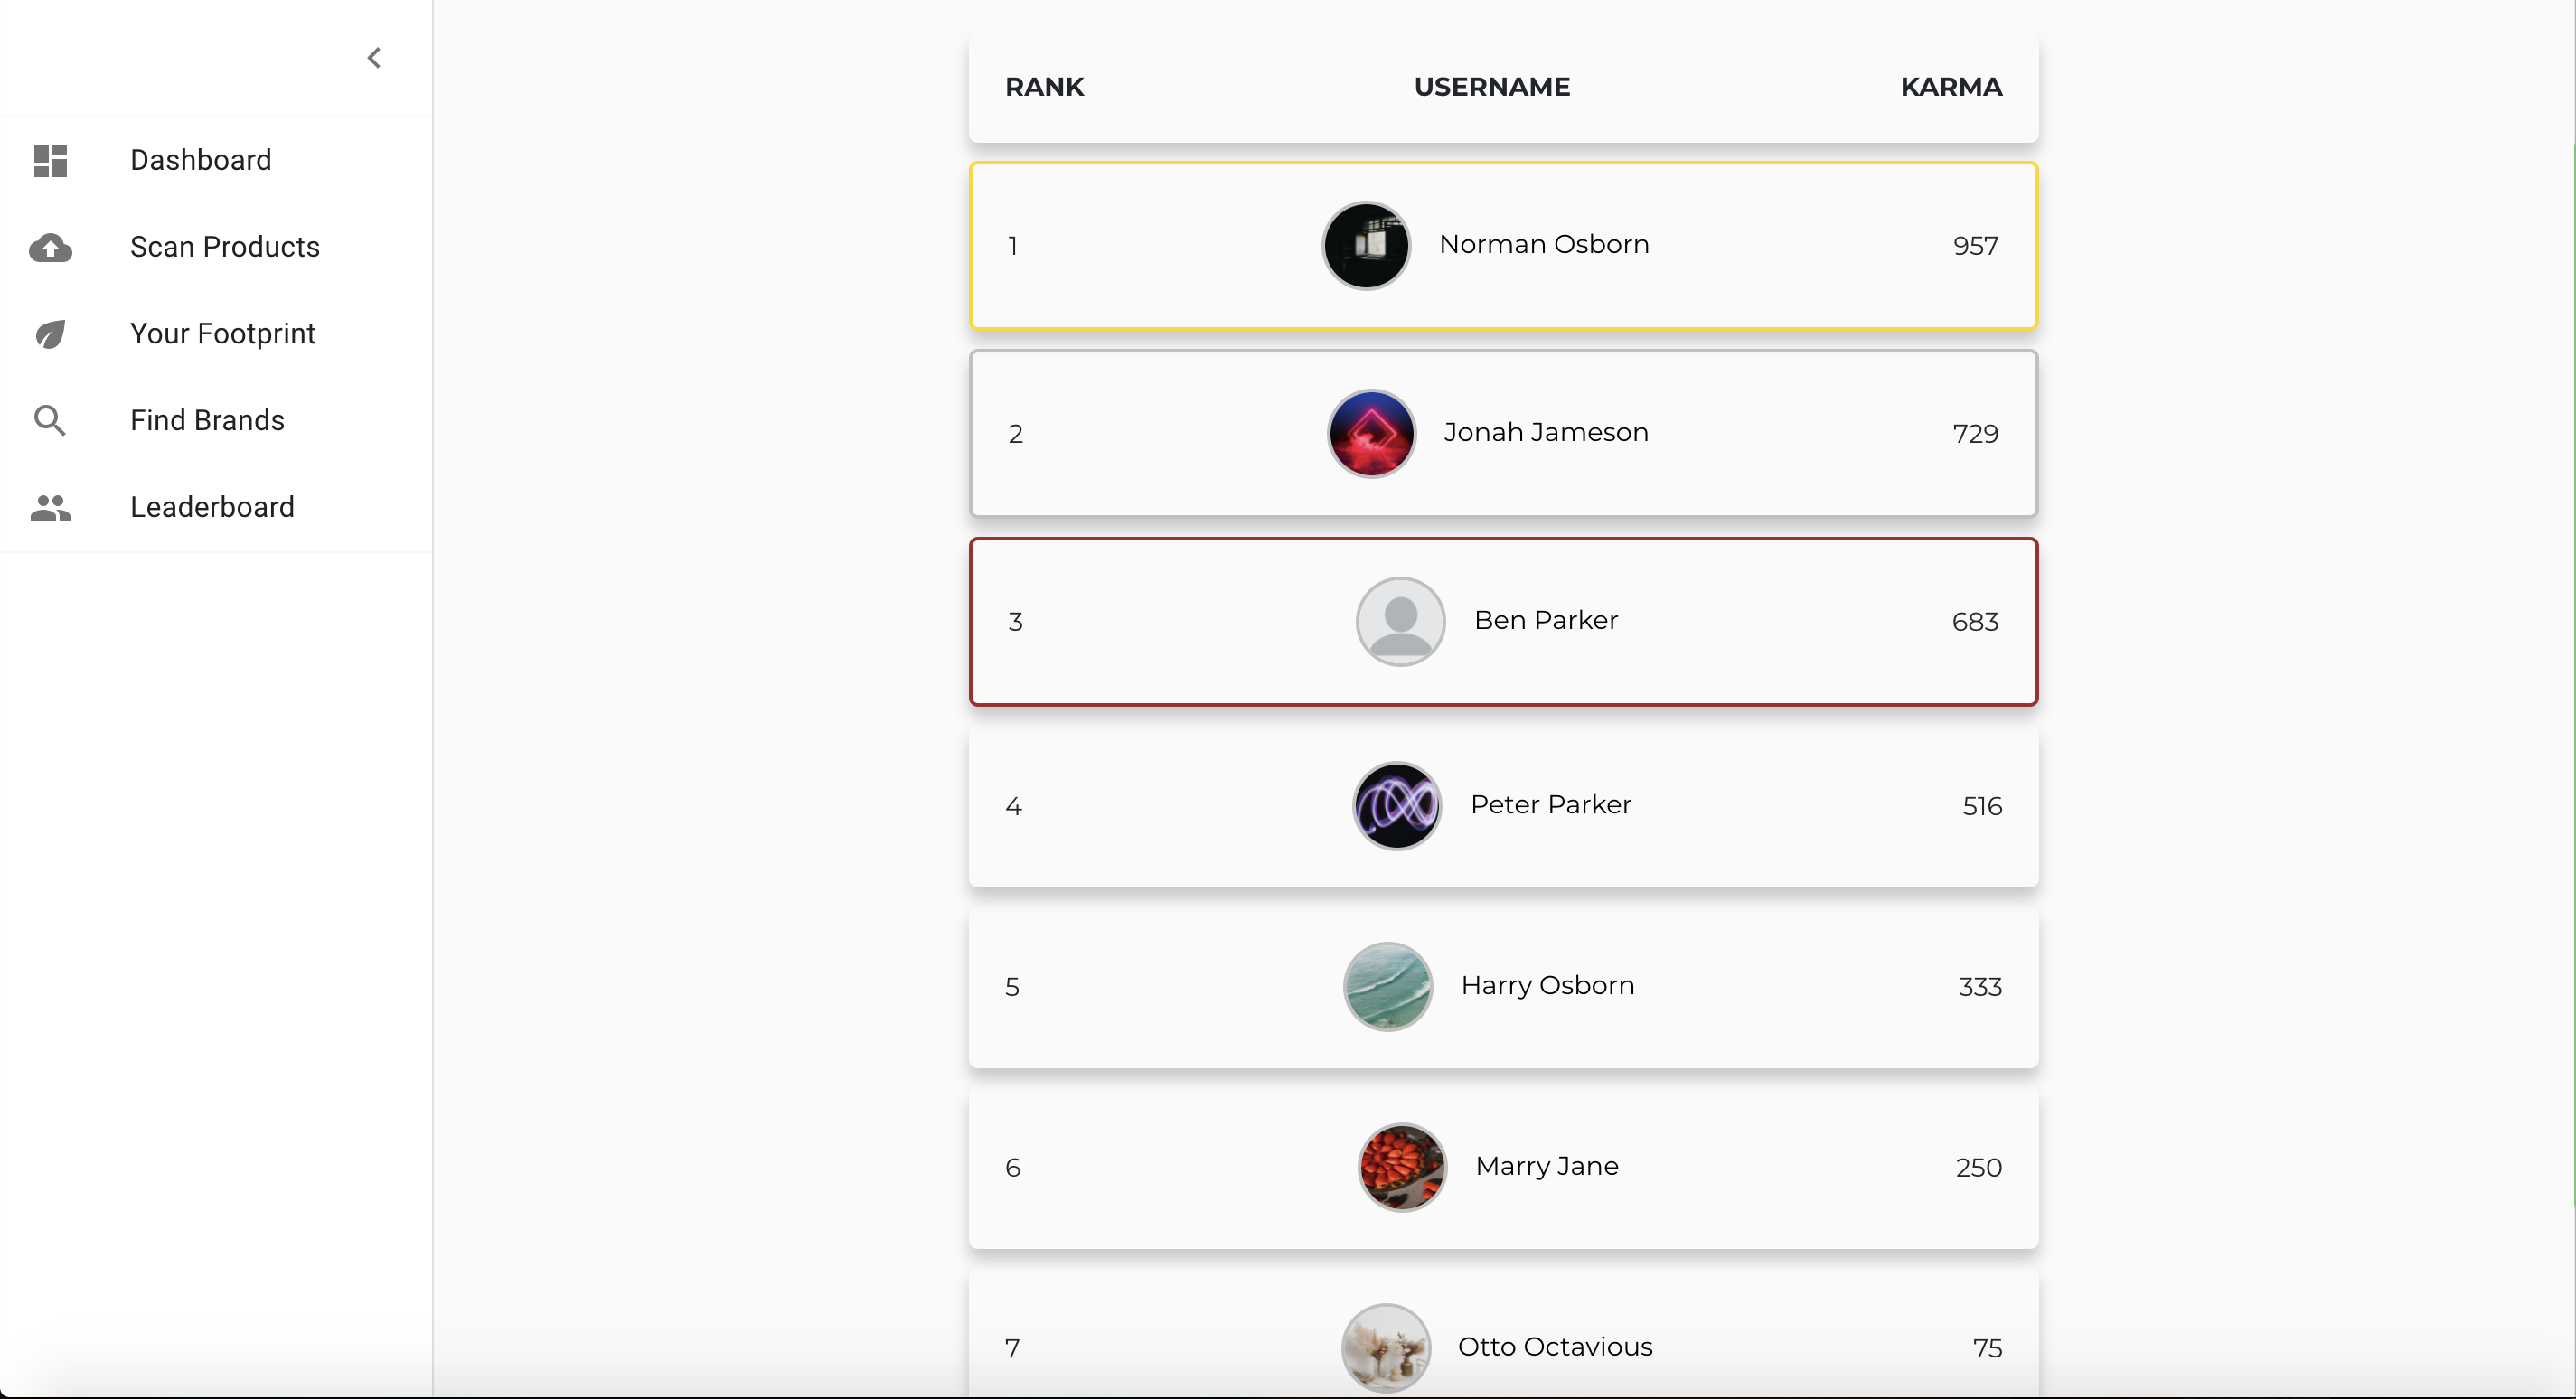 Dashboard
Scan Products
Your Footprint
Find Brands
Leaderboard
RANK USERNAME KARMA
1 Norman Osborn 957
2 Jonah Jameson 729
3 Ben Parker 683
4 Peter Parker 516
5 Harry Osborn 333
6 Marry Jane 250
7 Otto Octavious 75